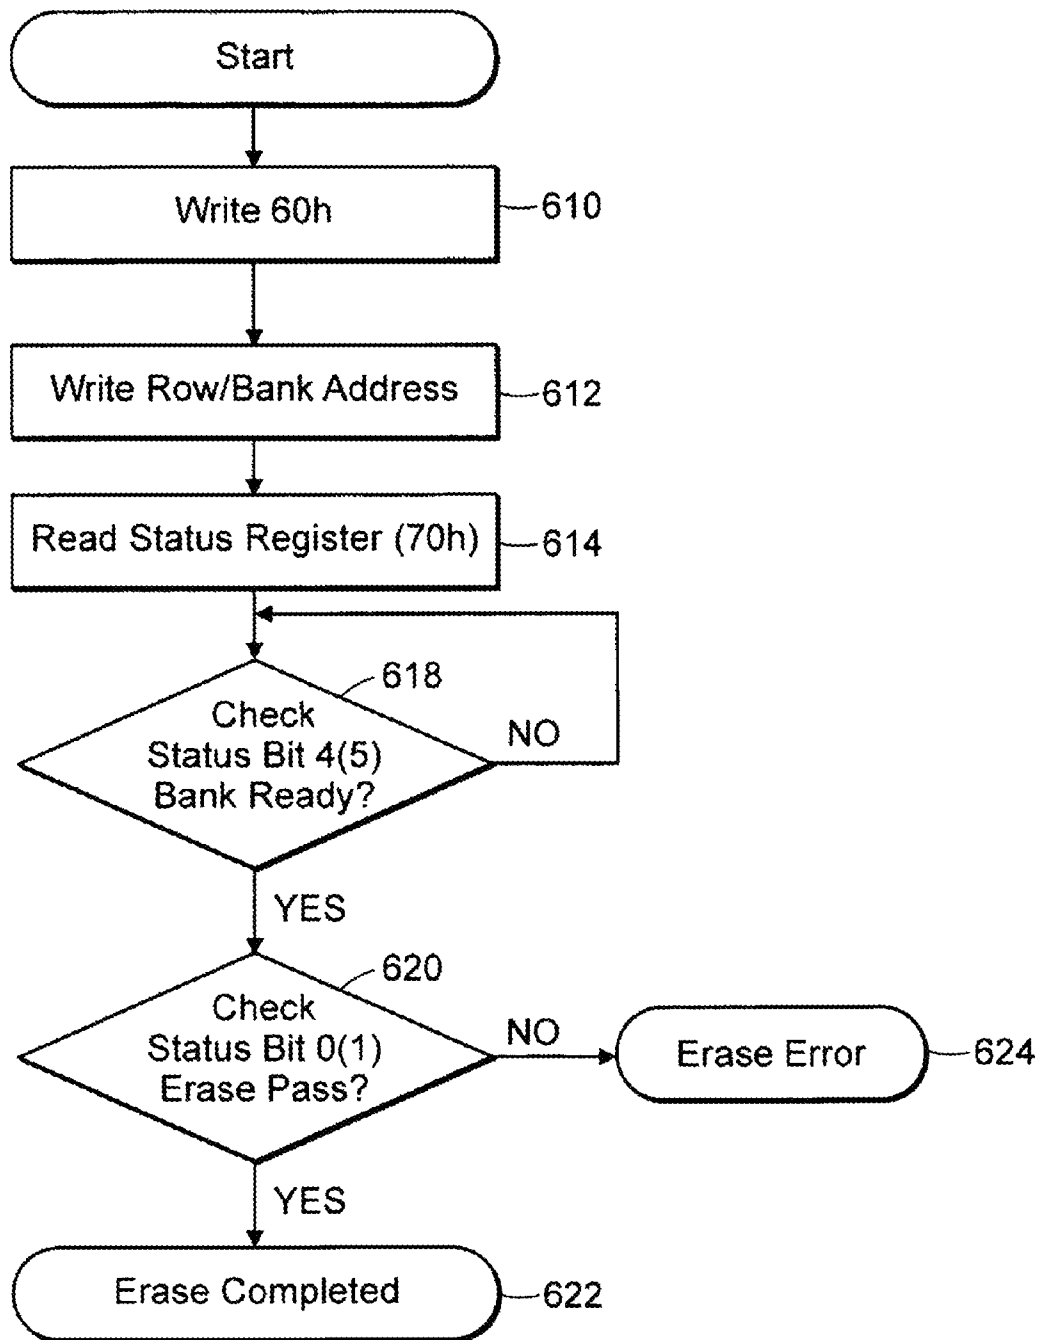 Start
Write 60h
610
Write Row/Bank Address
612
Read Status Register (70h)
614
618
Check
Status Bit 4(5)
Bank Ready?
NO
YES
620
Check
Status Bit 0(1)
Erase Pass?
NO
Erase Error
624
YES
Erase Completed
622